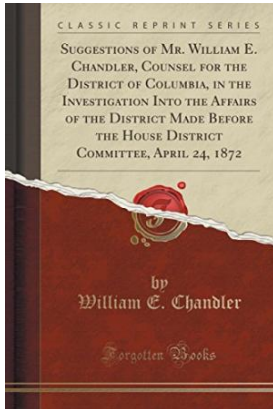 CLASSIC REPRINT SERIES
SUGGESTIONS OF MR. WILLIAM E.
CHANDLER, COUNSEL FOR THE DISTRICT OF
COLUMBIA, IN THE INVESTIGATION INTO THE
AFFAIRS OF THE DISTRICT MADE BEFORE
THE HOUSE DISTRICT
COMMITTEE, APRIL 24, 1872
by
William E. Chandler
Forgotten Books